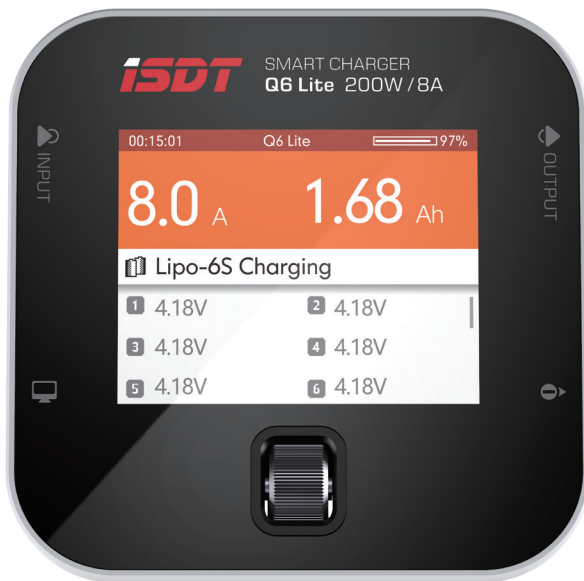 iSDT
SMART CHARGER
Q6 Lite 200W/8A
INPUT
OUTPUT
00:15:01 Q6 Lite 97%
8.0 A 1.68 Ah
Lipo-6S Charging
1 4.18V 2 4.18V
3 4.18V 4 4.18V
5 4.18V 6 4.18V